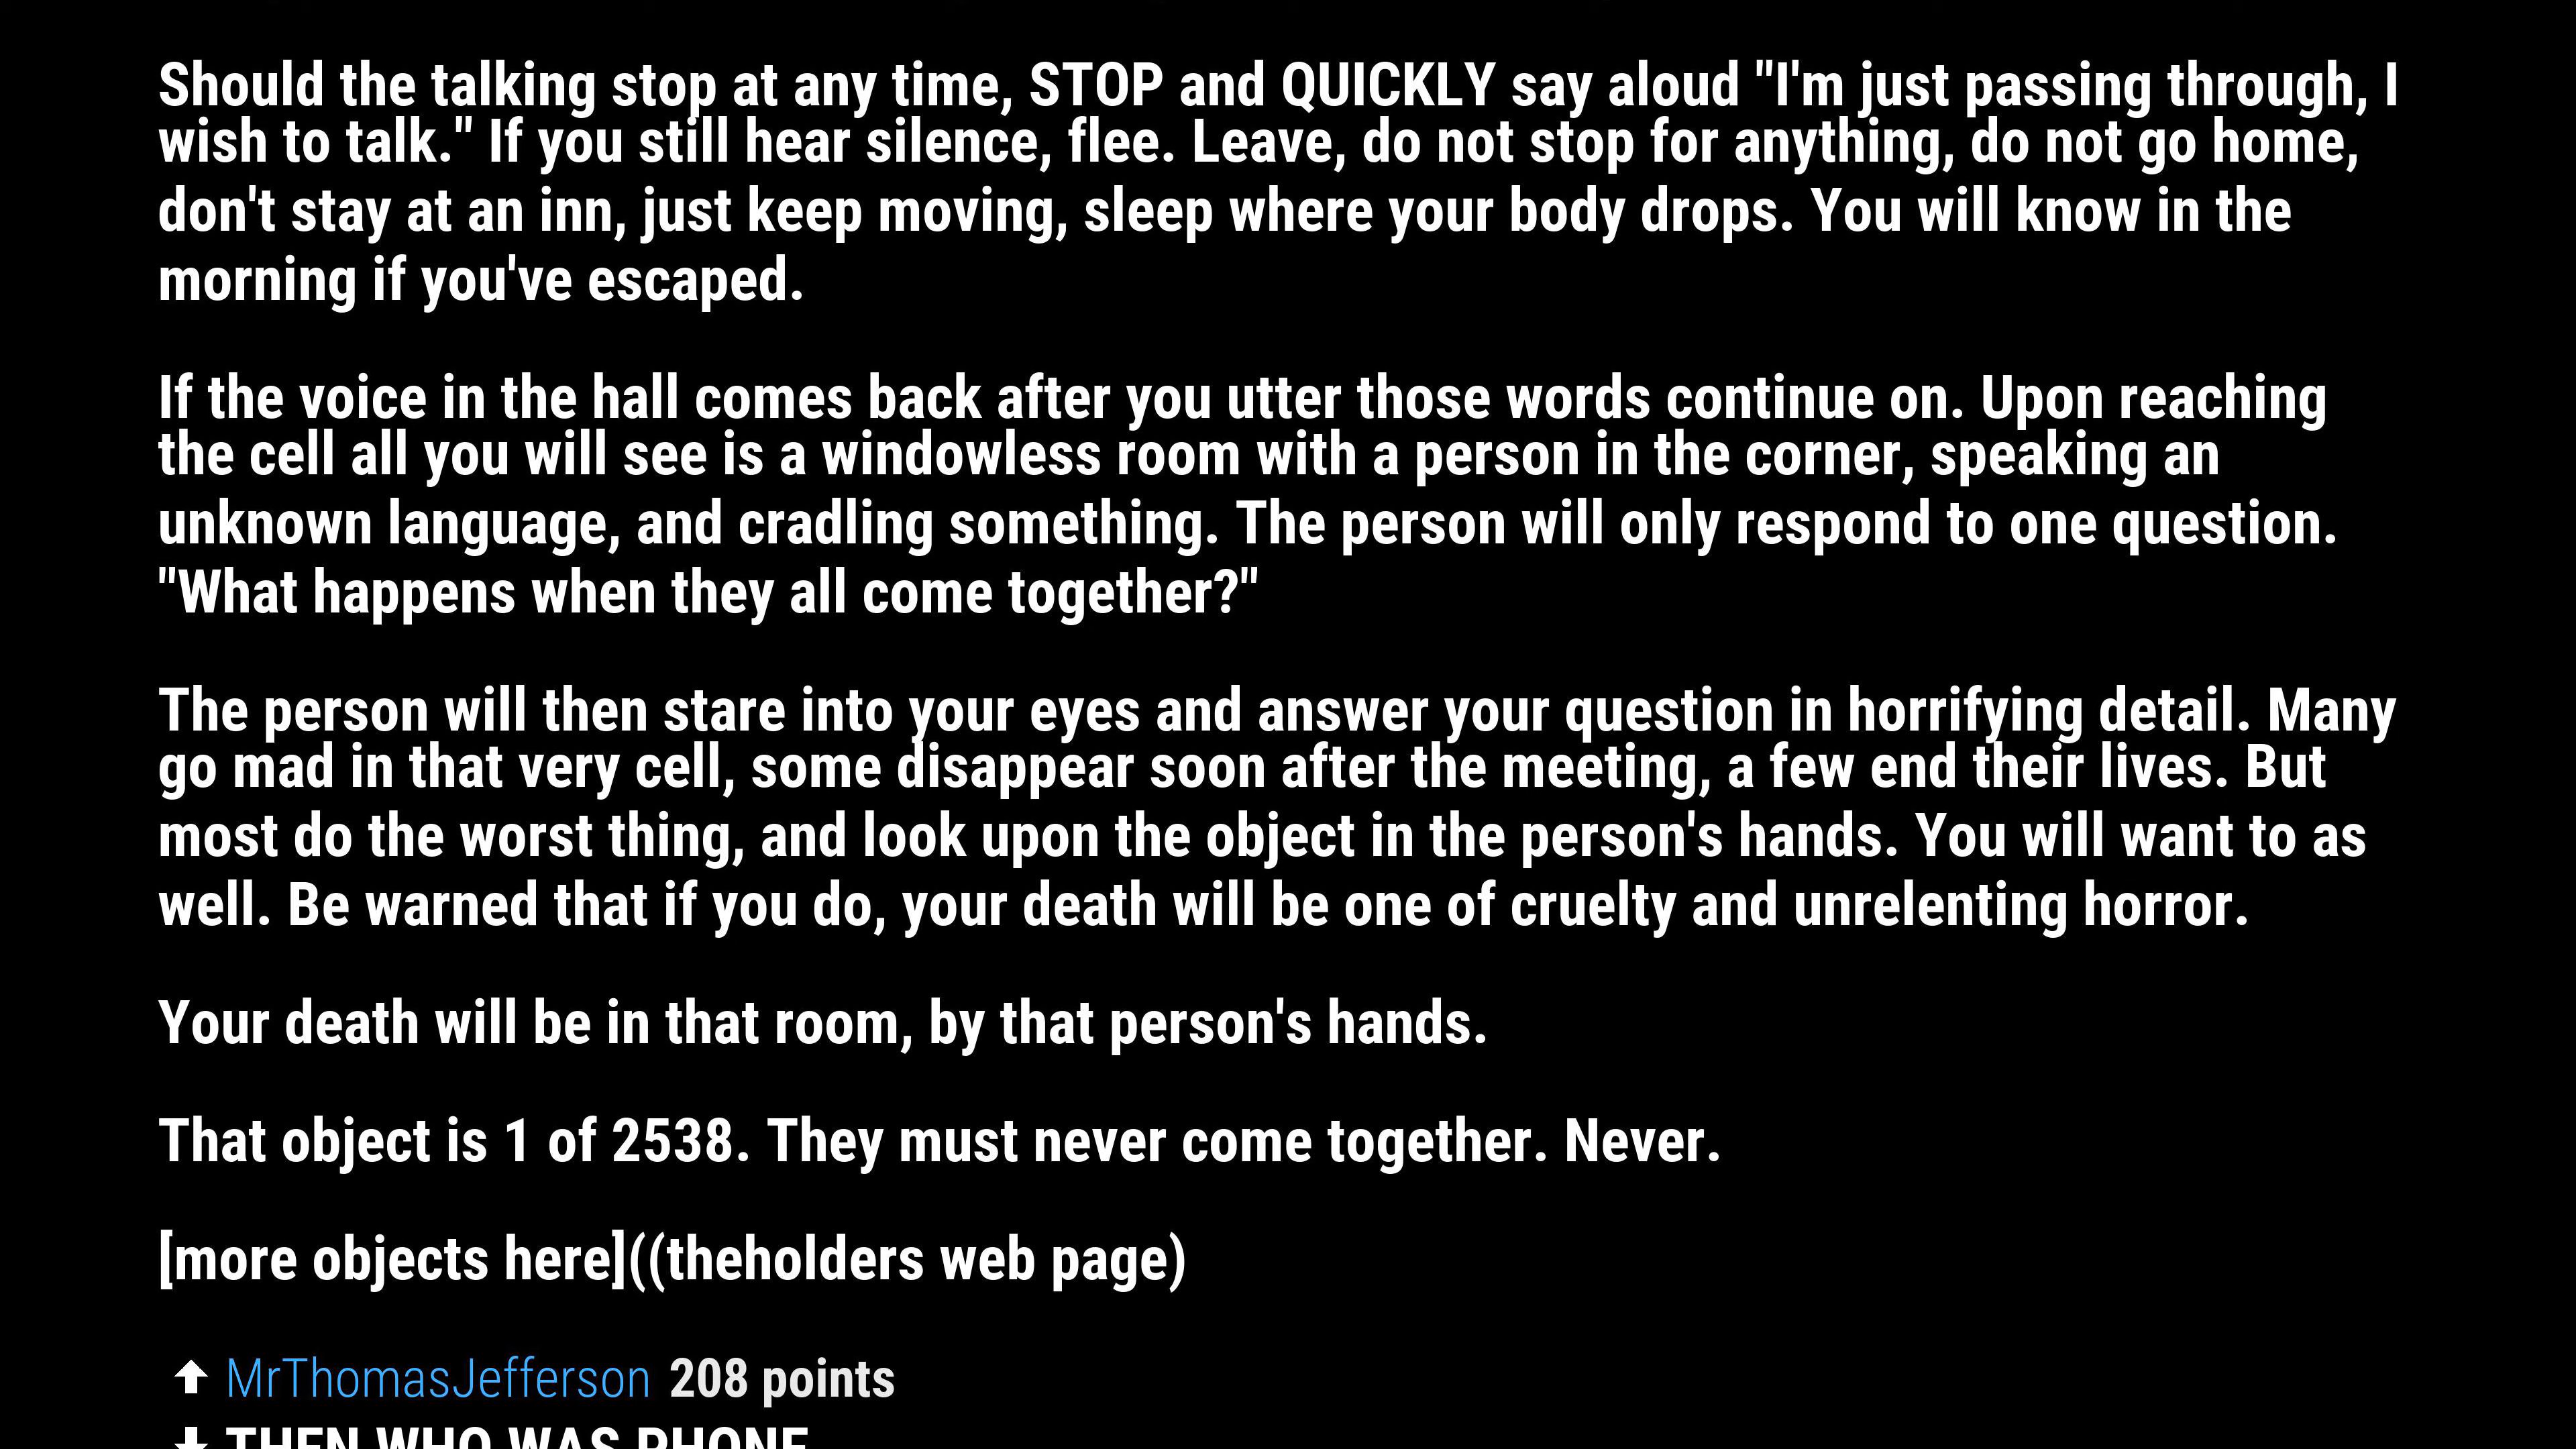 Should the talking stop at any time, STOP and QUICKLY say aloud "I'm just passing through, I
wish to talk." If you still hear silence, flee. Leave, do not stop for anything, do not go home,
don't stay at an inn, just keep moving, sleep where your body drops. You will know in the
morning if you've escaped.
If the voice in the hall comes back after you utter those words continue on. Upon reaching
the cell all you will see is a windowless room with a person in the corner, speaking an
unknown language, and cradling something. The person will only respond to one question.
"What happens when they all come together?"
The person will then stare into your eyes and answer your question in horrifying detail. Many
go mad in that very cell, some disappear soon after the meeting, a few end their lives. But
most do the worst thing, and look upon the object in the person's hands. You will want to as
well. Be warned that if you do, your death will be one of cruelty and unrelenting horror.
Your death will be in that room, by that person's hands.
That object is 1 of 2538. They must never come together. Never.
[more objects here]((theholders web page)
MrThomasJefferson 208 points
THEN WHO WAS PHONE